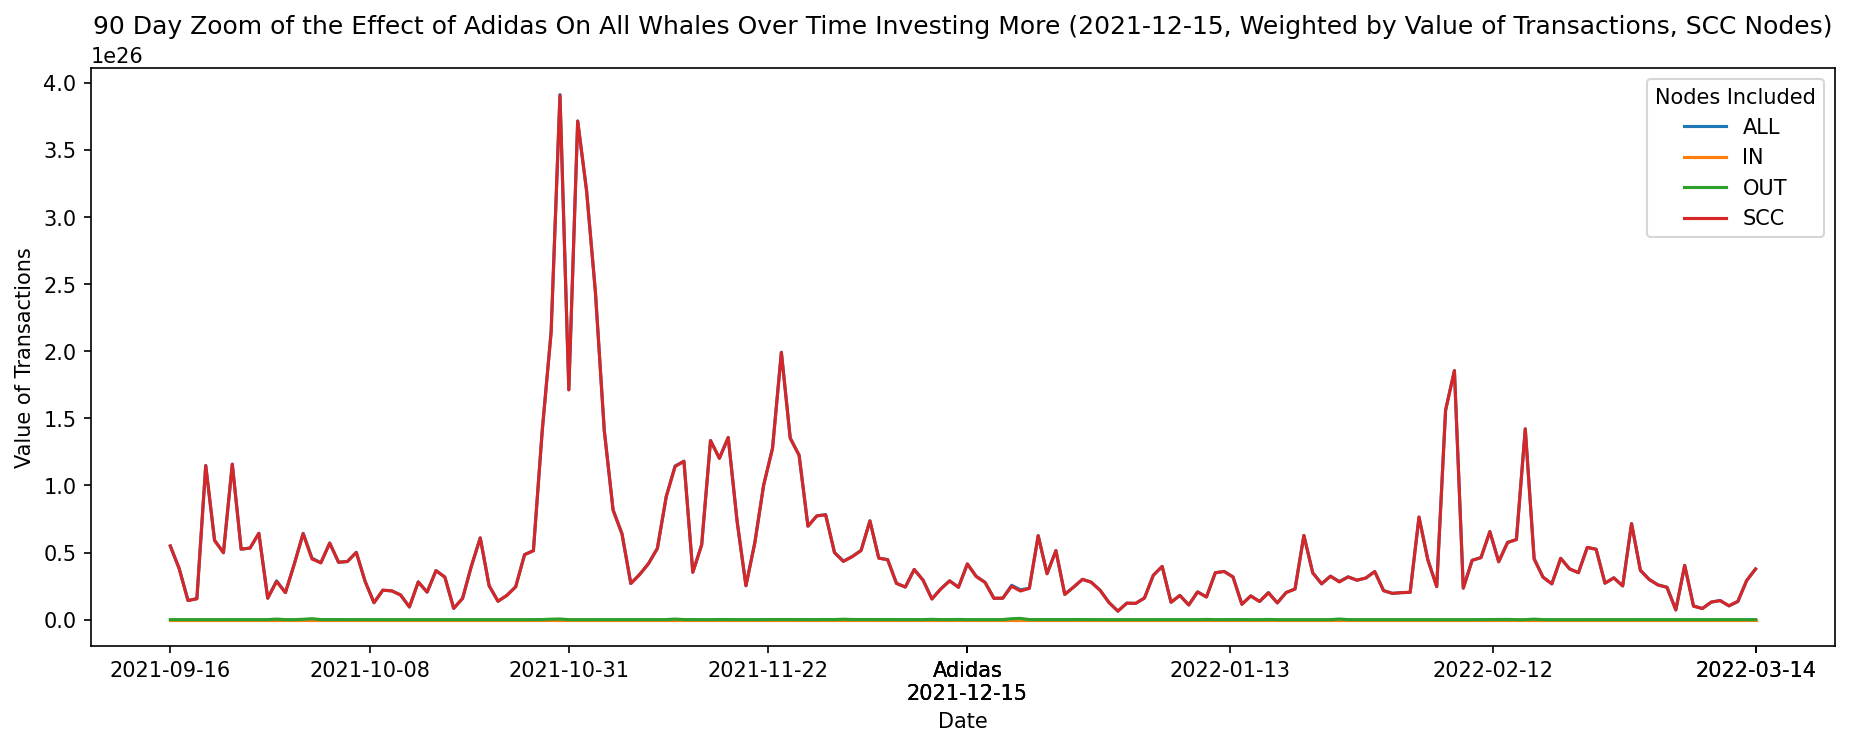 90 Day Zoom of the Effect of Adidas On All Whales Over Time Investing More (2021-12-15, Weighted by Value of Transactions, SCC Nodes)
1e26
4.0
3.5
3.0
2.5
2.0
1.5
1.0
0.5
0.0
Value of Transactions
Nodes Included
ALL
IN
OUT
SCC
2021-09-16
2021-10-08
2021-10-31
2021-11-22
Adidas
2021-12-15
2022-01-13
2022-02-12
2022-03-14
Date